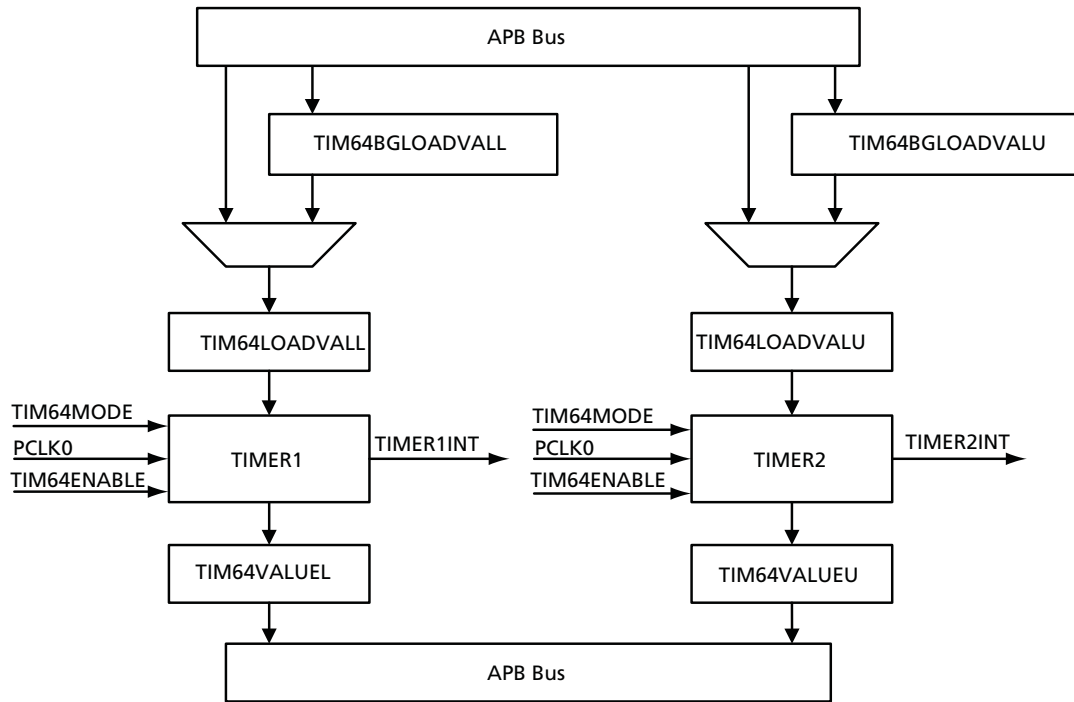 APB Bus
TIM64BGLOADVALL
TIM64BGLOADVALU
TIM64LOADVALL
TIM64LOADVALU
TIM64MODE
PCLK0
TIM64ENABLE
TIMER1
TIMER1INT
TIM64MODE
PCLK0
TIM64ENABLE
TIMER2
TIMER2INT
TIM64VALUEL
TIM64VALUEU
APB Bus